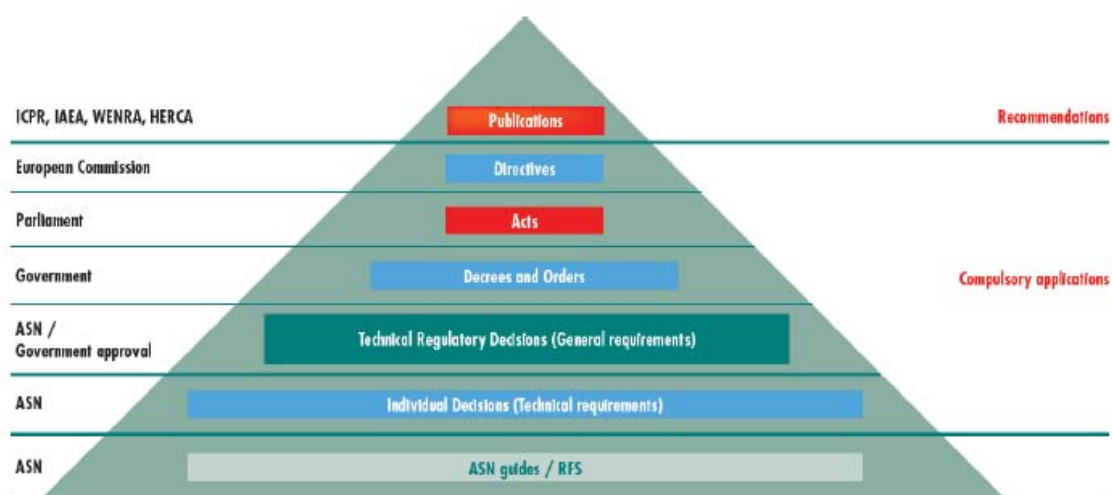 ICPR, IAEA, WENRA, HERCA
Publications
Recommendations
European Commission
Directives
Parliament
Acts
Government
Decrees and Orders
Compulsory applications
ASN /
Government approval
Technical Regulatory Decisions (General requirements)
ASN
Individual Decisions (Technical requirements)
ASN
ASN guides / RFS